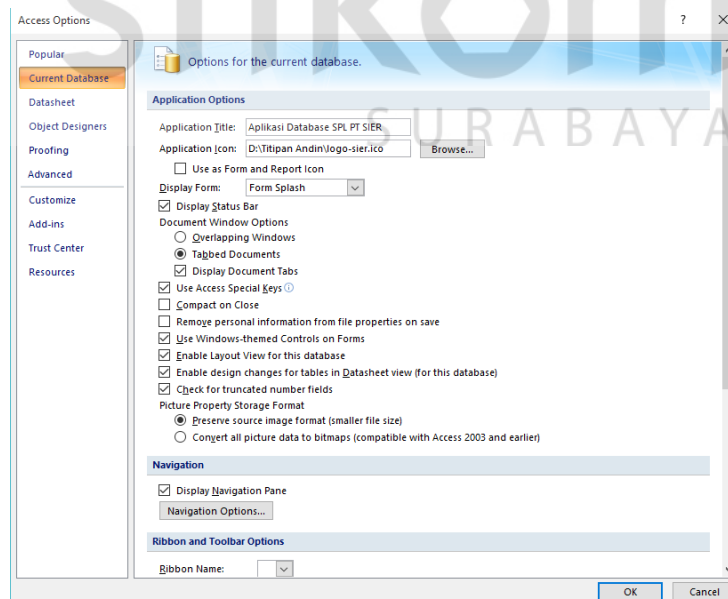 Access Options
?
Popular
Current Database
Datasheet
Object Designers
Proofing
Advanced
Customize
Add-ins
Trust Center
Resources
Options for the current database.
SURABAYA
Application Options
Application Title: Aplikasi Database SPL PT SIER
Application Icon: D:\Titipan Andin\logo-sier.ico Browse...
Use as Form and Report Icon
Display Form: Form Splash
Display Status Bar
Document Window Options
Overlapping Windows
Tabbed Documents
Display Document Tabs
Use Access Special Keys
Compact on Close
Remove personal information from file properties on save
Use Windows-themed Controls on Forms
Enable Layout View for this database
Enable design changes for tables in Datasheet view (for this database)
Check for truncated number fields
Picture Property Storage Format
Preserve source image format (smaller file size)
Convert all picture data to bitmaps (compatible with Access 2003 and earlier)
Navigation
Display Navigation Pane
Navigation Options...
Ribbon and Toolbar Options
Ribbon Name:
OK Cancel